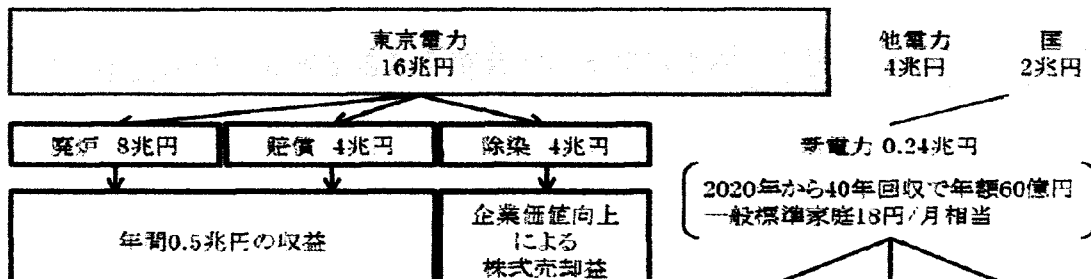 東京電力
16兆円
他電力
4兆円
国
2兆円
廃炉 8兆円
賠償 4兆円
除染 4兆円
新電力 0.24兆円
2020年から40年回収で年額60億円
一般標準家庭18円/月相当
年間0.5兆円の収益
企業価値向上
による
株式売却益